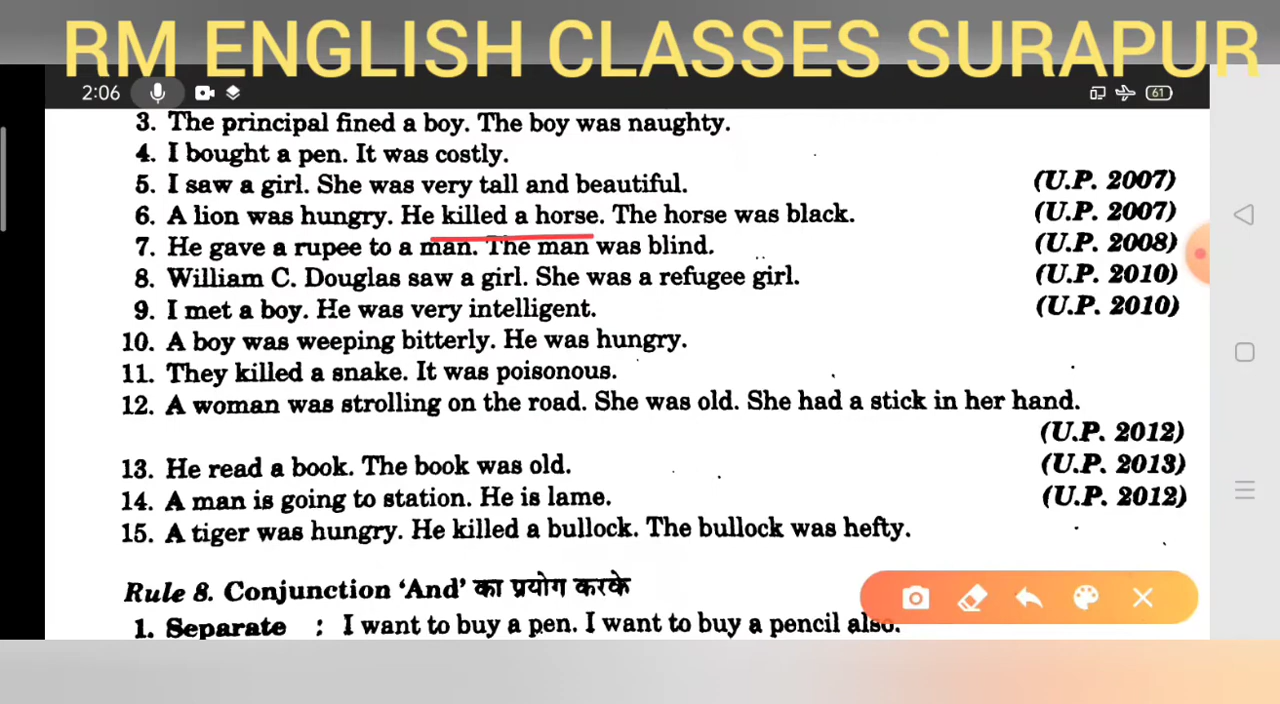 RM ENGLISH CLASSES SURAPUR
2:06 61
3. The principal fined a boy. The boy was naughty.
4. I bought a pen. It was costly.
5. I saw a girl. She was very tall and beautiful. (U.P. 2007)
6. A lion was hungry. He killed a horse. The horse was black. (U.P. 2007)
7. He gave a rupee to a man. The man was blind. (U.P. 2008)
8. William C. Douglas saw a girl. She was a refugee girl. (U.P. 2010)
9. I met a boy. He was very intelligent. (U.P. 2010)
10. A boy was weeping bitterly. He was hungry.
11. They killed a snake. It was poisonous.
12. A woman was strolling on the road. She was old. She had a stick in her hand.
(U.P. 2012)
13. He read a book. The book was old. (U.P. 2013)
14. A man is going to station. He is lame. (U.P. 2012)
15. A tiger was hungry. He killed a bullock. The bullock was hefty.
Rule 8. Conjunction ‘And’ का प्रयोग करके
1. Separate : I want to buy a pen. I want to buy a pencil also.